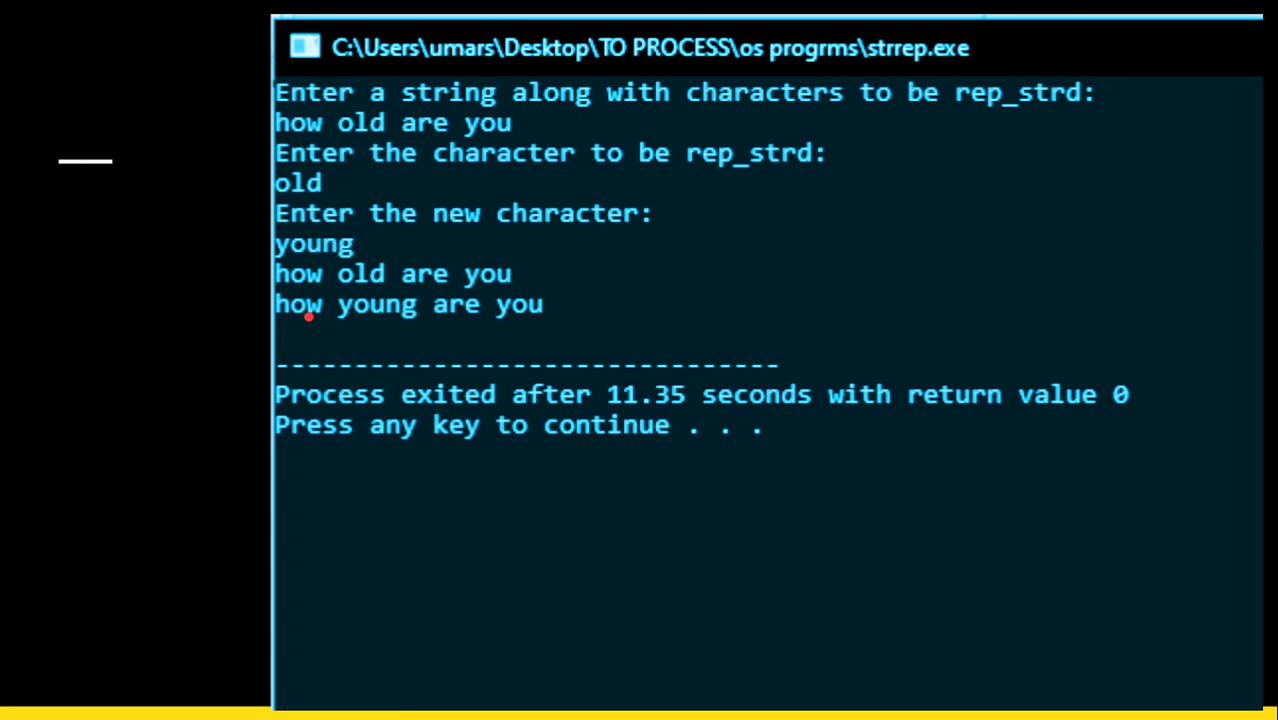 C:\Users\umars\Desktop\TO PROCESS\os progrms\strrep.exe
Enter a string along with characters to be rep_strd:
how old are you
Enter the character to be rep_strd:
old
Enter the new character:
young
how old are you
how young are you
--------------------------------
Process exited after 11.35 seconds with return value 0
Press any key to continue . . .